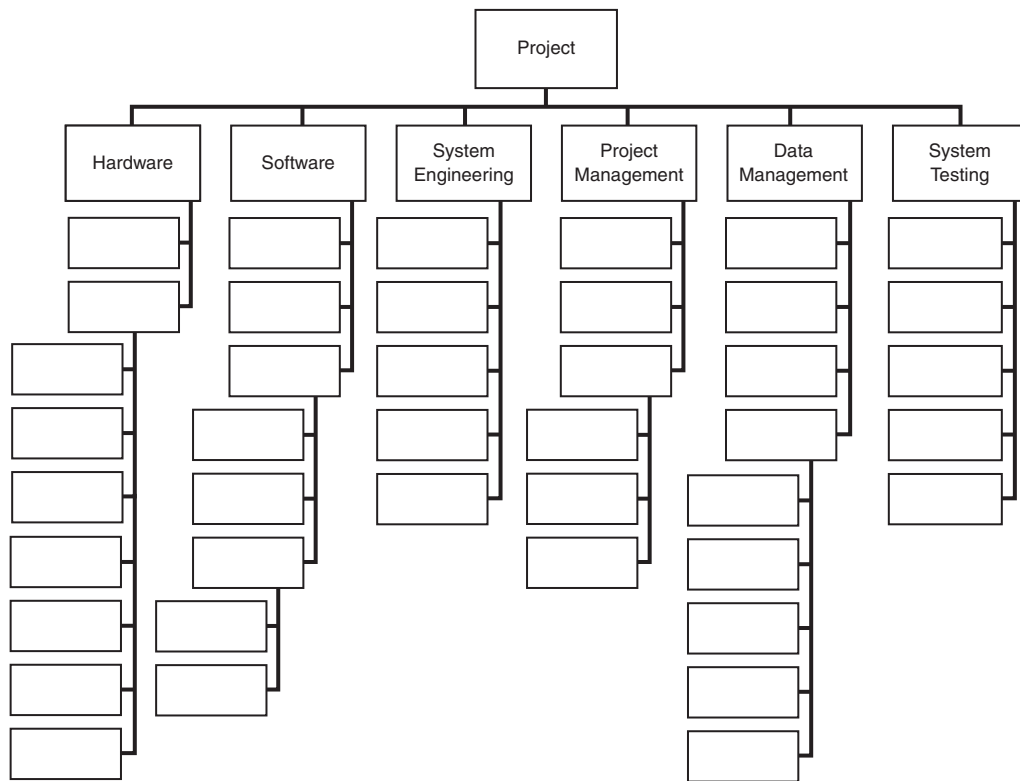 Project
Hardware
Software
System
Engineering
Project
Management
Data
Management
System
Testing